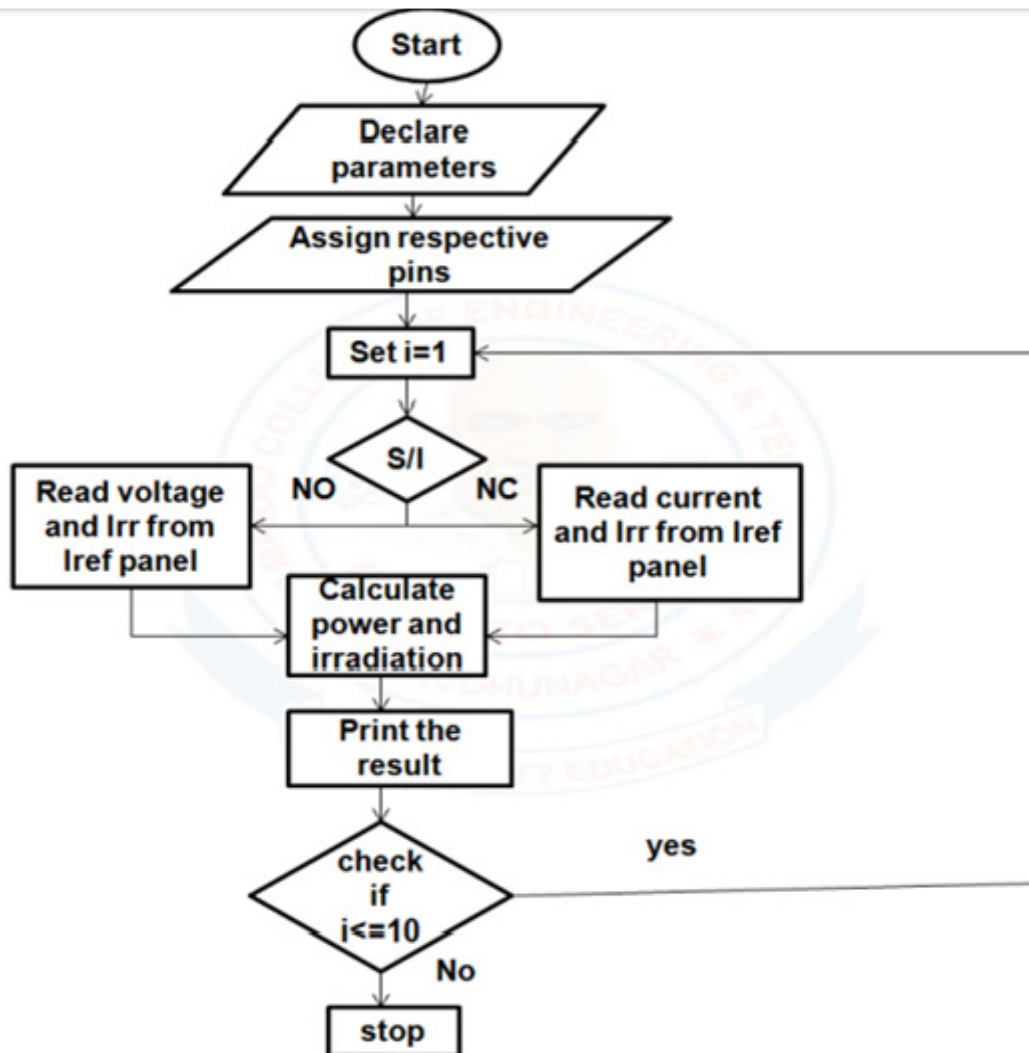 Start
Declare
parameters
Assign respective
pins
Set i=1
S/I
NO
NC
Read voltage
and Irr from
Iref panel
Read current
and Irr from Iref
panel
Calculate
power and
irradiation
Print the
result
check
if
i<=10
yes
No
stop
ENGINEERING &